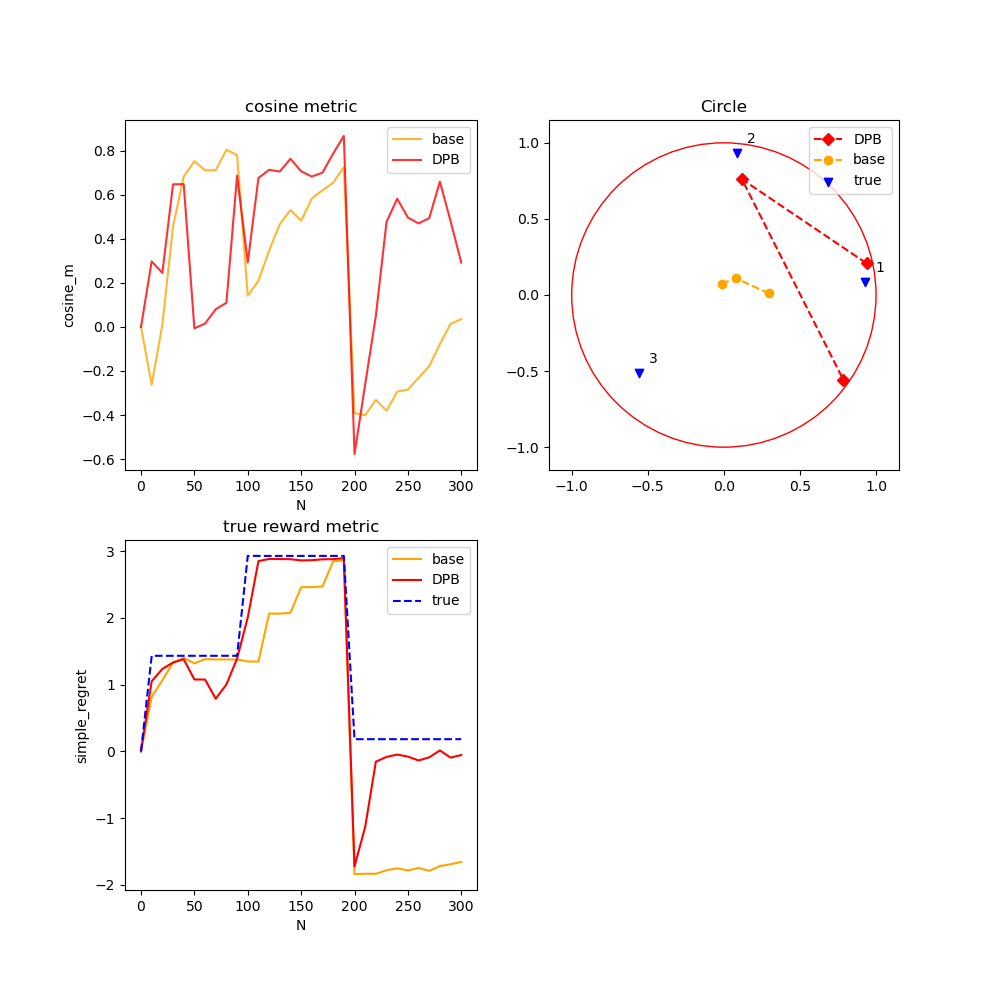 cosine metric
base
DPB
0.8
0.6
0.4
0.2
0.0
−0.2
−0.4
−0.6
cosine_m
0 50 100 150 200 250 300
N
Circle
DPB
base
true
2
1
3
1.0
0.5
0.0
−0.5
−1.0
−1.0 −0.5 0.0 0.5 1.0
true reward metric
base
DPB
true
3
2
1
0
−1
−2
simple_regret
0 50 100 150 200 250 300
N